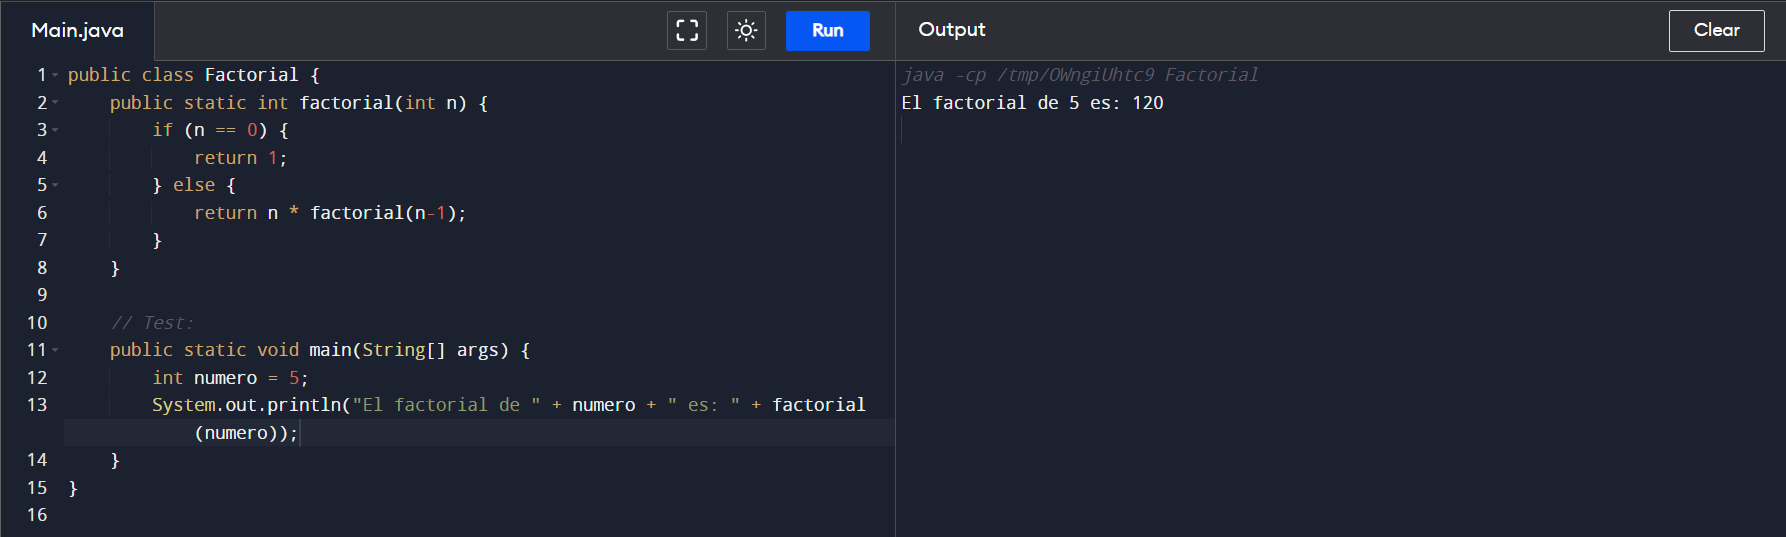 Main.java
Run
Output
Clear
1 public class Factorial {
2     public static int factorial(int n) {
3         if (n == 0) {
4             return 1;
5         } else {
6             return n * factorial(n-1);
7         }
8     }
9
10     // Test:
11     public static void main(String[] args) {
12         int numero = 5;
13         System.out.println("El factorial de " + numero + " es: " + factorial
            (numero));
14     }
15 }
16
java -cp /tmp/OWngiUhtc9 Factorial
El factorial de 5 es: 120